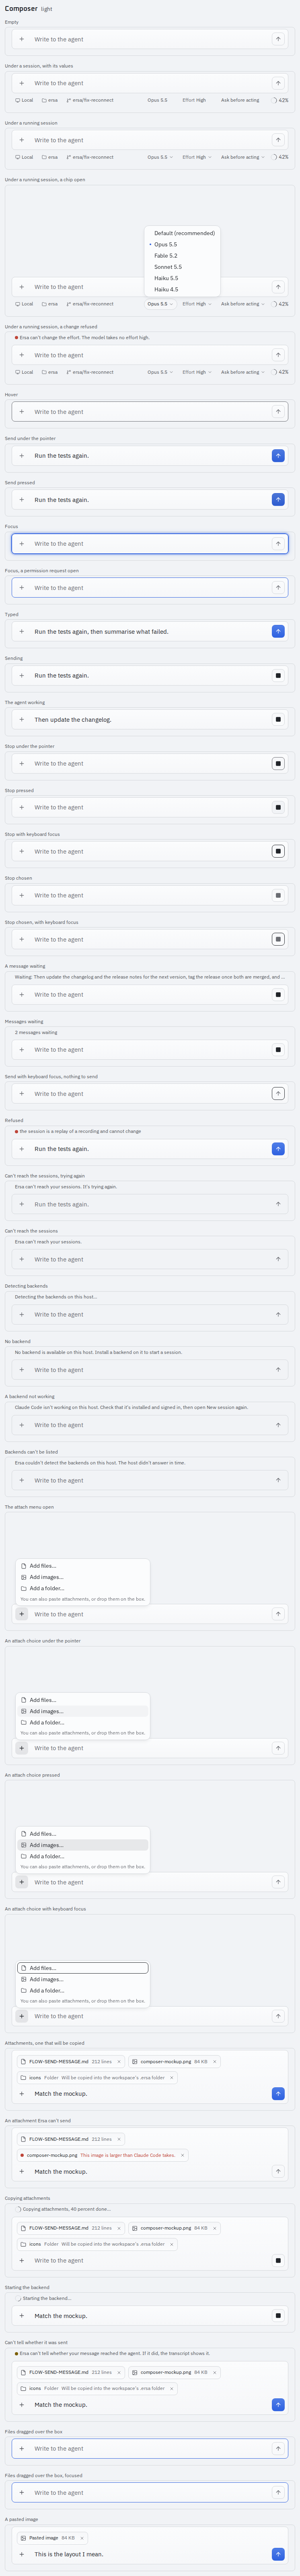 Composer light
Empty
Write to the agent
Under a session, with its values
Write to the agent
Local ersa ersa/fix-reconnect Opus 5.5 Effort High Ask before acting 42%
Under a running session
Write to the agent
Local ersa ersa/fix-reconnect Opus 5.5 Effort High Ask before acting 42%
Under a running session, a chip open
Default (recommended)
Opus 5.5
Fable 5.2
Sonnet 5.5
Haiku 5.5
Haiku 4.5
Write to the agent
Local ersa ersa/fix-reconnect Opus 5.5 Effort High Ask before acting 42%
Under a running session, a change refused
Ersa can't change the effort. The model takes no effort high.
Write to the agent
Local ersa ersa/fix-reconnect Opus 5.5 Effort High Ask before acting 42%
Hover
Write to the agent
Send under the pointer
Run the tests again.
Send pressed
Run the tests again.
Focus
Write to the agent
Focus, a permission request open
Write to the agent
Typed
Run the tests again, then summarise what failed.
Sending
Run the tests again.
The agent working
Then update the changelog.
Stop under the pointer
Write to the agent
Stop pressed
Write to the agent
Stop with keyboard focus
Write to the agent
Stop chosen
Write to the agent
Stop chosen, with keyboard focus
Write to the agent
A message waiting
Waiting: Then update the changelog and the release notes for the next version, tag the release once both are merged, and ...
Write to the agent
Messages waiting
2 messages waiting
Write to the agent
Send with keyboard focus, nothing to send
Write to the agent
Refused
the session is a replay of a recording and cannot change
Run the tests again.
Can't reach the sessions, trying again
Ersa can't reach your sessions. It's trying again.
Run the tests again.
Can't reach the sessions
Ersa can't reach your sessions.
Write to the agent
Detecting backends
Detecting the backends on this host...
Write to the agent
No backend
No backend is available on this host. Install a backend on it to start a session.
Write to the agent
A backend not working
Claude Code isn't working on this host. Check that it's installed and signed in, then open New session again.
Write to the agent
Backends can't be listed
Ersa couldn't detect the backends on this host. The host didn't answer in time.
Write to the agent
The attach menu open
Add files...
Add images...
Add a folder...
You can also paste attachments, or drop them on the box.
Write to the agent
An attach choice under the pointer
Add files...
Add images...
Add a folder...
You can also paste attachments, or drop them on the box.
Write to the agent
An attach choice pressed
Add files...
Add images...
Add a folder...
You can also paste attachments, or drop them on the box.
Write to the agent
An attach choice with keyboard focus
Add files...
Add images...
Add a folder...
You can also paste attachments, or drop them on the box.
Write to the agent
Attachments, one that will be copied
FLOW-SEND-MESSAGE.md 212 lines × composer-mockup.png 84 KB ×
icons Folder Will be copied into the workspace's .ersa folder ×
Match the mockup.
An attachment Ersa can't send
FLOW-SEND-MESSAGE.md 212 lines ×
composer-mockup.png This image is larger than Claude Code takes. ×
Match the mockup.
Copying attachments
Copying attachments, 40 percent done...
FLOW-SEND-MESSAGE.md 212 lines × composer-mockup.png 84 KB ×
icons Folder Will be copied into the workspace's .ersa folder ×
Write to the agent
Starting the backend
Starting the backend...
Match the mockup.
Can't tell whether it was sent
Ersa can't tell whether your message reached the agent. If it did, the transcript shows it.
FLOW-SEND-MESSAGE.md 212 lines × composer-mockup.png 84 KB ×
icons Folder Will be copied into the workspace's .ersa folder ×
Match the mockup.
Files dragged over the box
Write to the agent
Files dragged over the box, focused
Write to the agent
A pasted image
Pasted image 84 KB ×
This is the layout I mean.